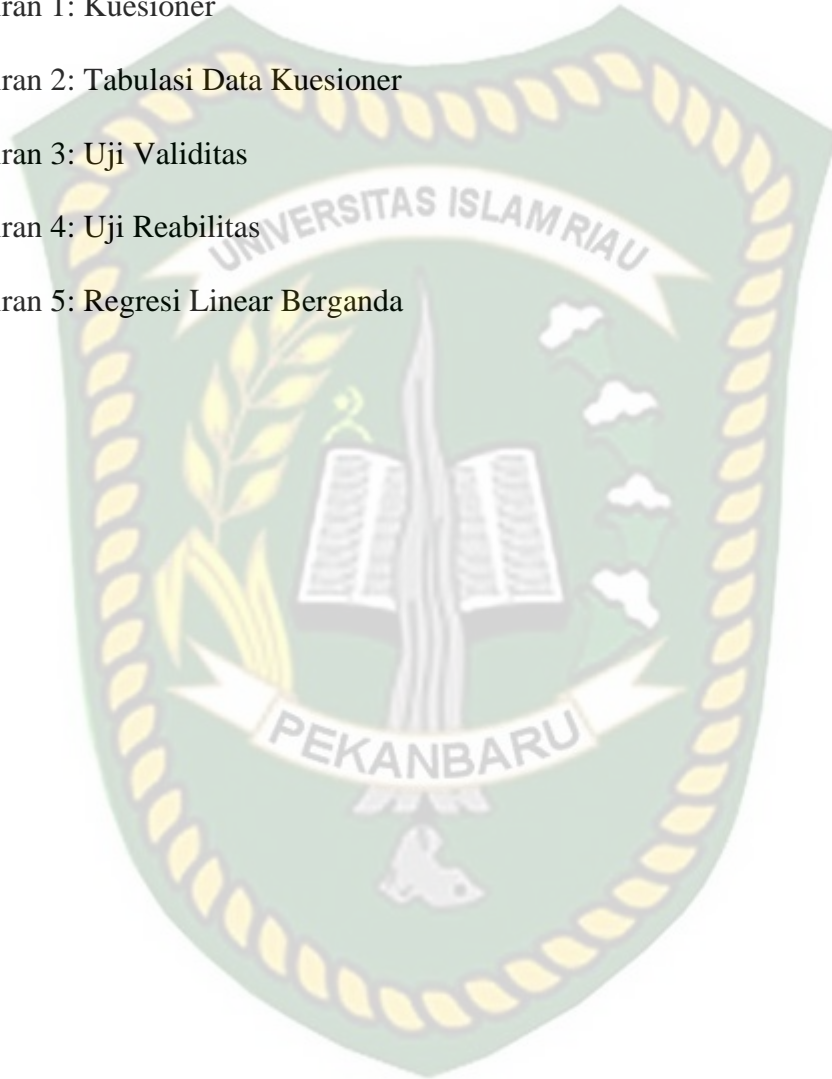 ran 1: Kuesioner
ran 2: Tabulasi Data Kuesioner
ran 3: Uji Validitas
ran 4: Uji Reabilitas
ran 5: Regresi Linear Berganda
UNIVERSITAS ISLAM RIAU
PEKANBARU